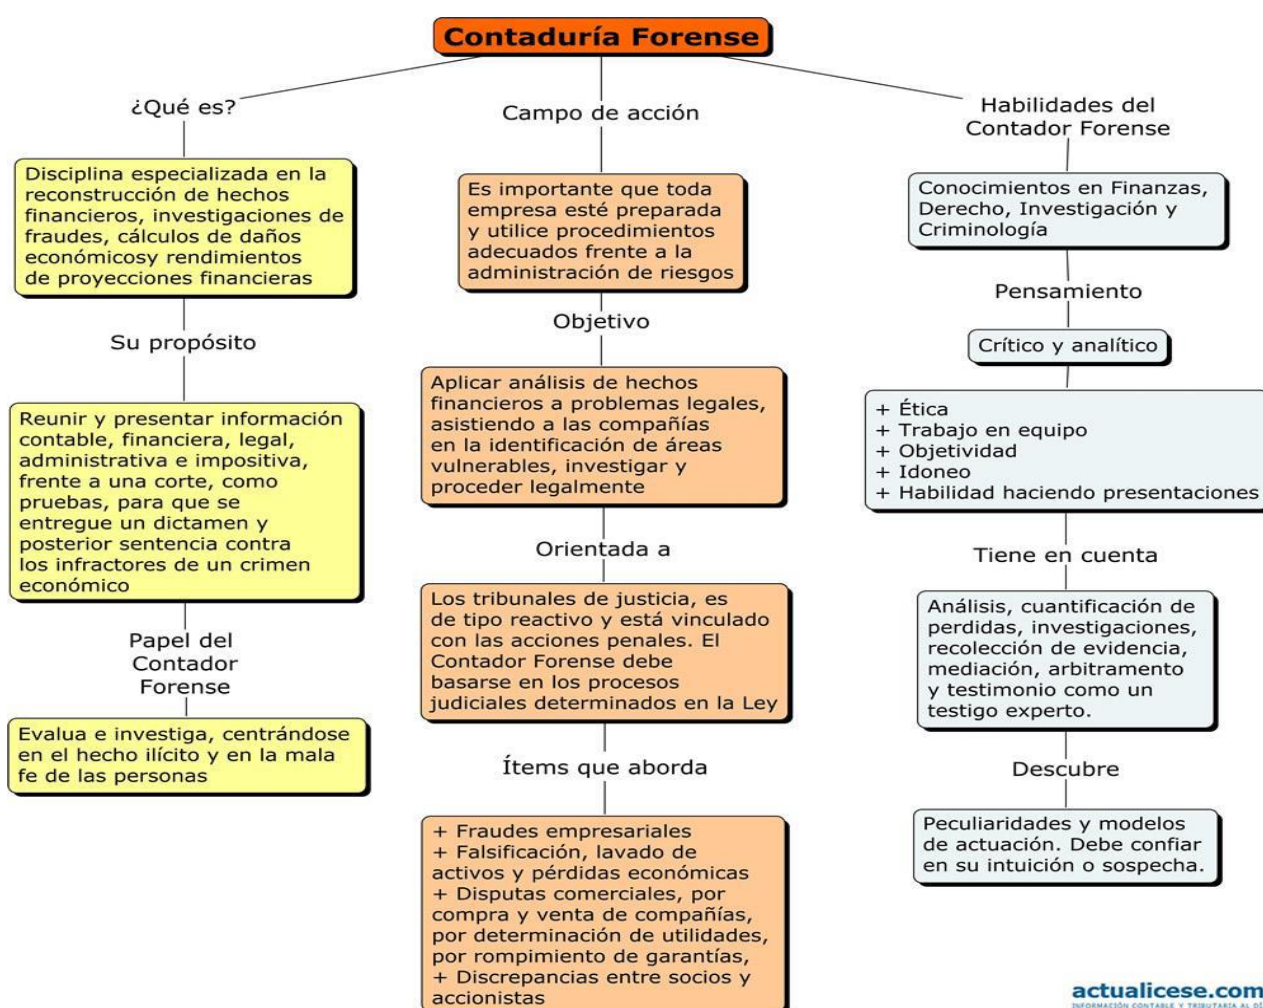 Contaduría Forense
¿Qué es?
Disciplina especializada en la
reconstrucción de hechos
financieros, investigaciones de
fraudes, cálculos de daños
económicosy rendimientos
de proyecciones financieras
Su propósito
Reunir y presentar información
contable, financiera, legal,
administrativa e impositiva,
frente a una corte, como
pruebas, para que se
entregue un dictamen y
posterior sentencia contra
los infractores de un crimen
económico
Papel del
Contador
Forense
Evalua e investiga, centrándose
en el hecho ilícito y en la mala
fe de las personas
Campo de acción
Es importante que toda
empresa esté preparada
y utilice procedimientos
adecuados frente a la
administración de riesgos
Objetivo
Aplicar análisis de hechos
financieros a problemas legales,
asistiendo a las compañías
en la identificación de áreas
vulnerables, investigar y
proceder legalmente
Orientada a
Los tribunales de justicia, es
de tipo reactivo y está vinculado
con las acciones penales. El
Contador Forense debe
basarse en los procesos
judiciales determinados en la Ley
Ítems que aborda
+ Fraudes empresariales
+ Falsificación, lavado de
activos y pérdidas económicas
+ Disputas comerciales, por
compra y venta de compañías,
por determinación de utilidades,
por rompimiento de garantías,
+ Discrepancias entre socios y
accionistas
Habilidades del
Contador Forense
Conocimientos en Finanzas,
Derecho, Investigación y
Criminología
Pensamiento
Crítico y analítico
+ Ética
+ Trabajo en equipo
+ Objetividad
+ Idoneo
+ Habilidad haciendo presentaciones
Tiene en cuenta
Análisis, cuantificación de
perdidas, investigaciones,
recolección de evidencia,
mediación, arbitramento
y testimonio como un
testigo experto.
Descubre
Peculiaridades y modelos
de actuación. Debe confiar
en su intuición o sospecha.
actualicese.com
INFORMACIÓN CONTABLE Y TRIBUTARIA AL DÍ